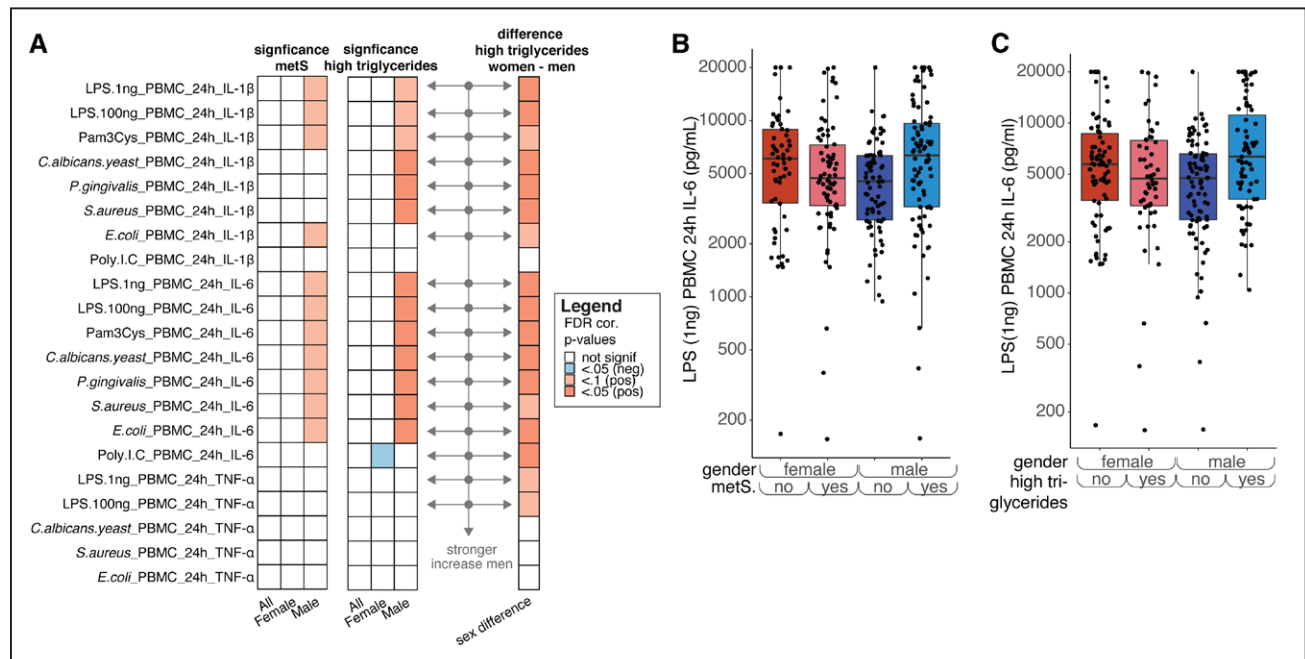 A
signficance
metS
signficance
high triglycerides
difference
high triglycerides
women - men
LPS.1ng_PBMC_24h_IL-1β
LPS.100ng_PBMC_24h_IL-1β
Pam3Cys_PBMC_24h_IL-1β
C.albicans.yeast_PBMC_24h_IL-1β
P.gingivalis_PBMC_24h_IL-1β
S.aureus_PBMC_24h_IL-1β
E.coli_PBMC_24h_IL-1β
Poly.I.C_PBMC_24h_IL-1β
LPS.1ng_PBMC_24h_IL-6
LPS.100ng_PBMC_24h_IL-6
Pam3Cys_PBMC_24h_IL-6
C.albicans.yeast_PBMC_24h_IL-6
P.gingivalis_PBMC_24h_IL-6
S.aureus_PBMC_24h_IL-6
E.coli_PBMC_24h_IL-6
Poly.I.C_PBMC_24h_IL-6
LPS.1ng_PBMC_24h_TNF-α
LPS.100ng_PBMC_24h_TNF-α
C.albicans.yeast_PBMC_24h_TNF-α
S.aureus_PBMC_24h_TNF-α
E.coli_PBMC_24h_TNF-α
All
Female
Male
All
Female
Male
stronger
increase men
sex difference
Legend
FDR cor.
p-values
not signif
<.05 (neg)
<.1 (pos)
<.05 (pos)
B
LPS (1ng) PBMC 24h IL-6 (pg/mL)
20000
10000
5000
2000
1000
500
200
gender female male
metS. no yes no yes
C
LPS(1ng) PBMC 24h IL-6 (pg/ml)
20000
10000
5000
2000
1000
500
200
gender female male
high tri- no yes no yes
glycerides